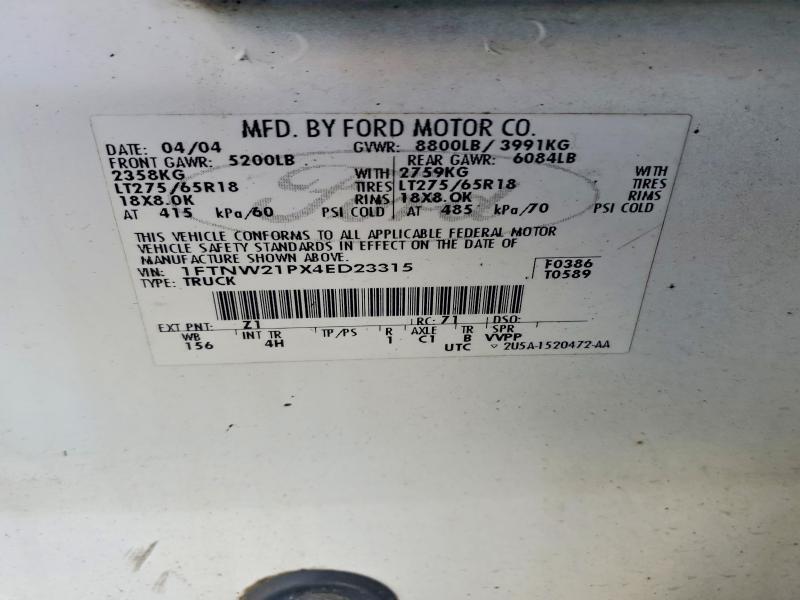 MFD. BY FORD MOTOR CO.
DATE: 04/04 GVWR: 8800LB/ 3991KG
FRONT GAWR: 5200LB REAR GAWR: 6084LB
2358KG WITH 2759KG WITH
LT275/65R18 TIRES LT275/65R18 TIRES
18X8.0K RIMS 18X8.0K RIMS
AT 415 kPa/60 PSI COLD AT 485 kPa/70 PSI COLD
Ford
THIS VEHICLE CONFORMS TO ALL APPLICABLE FEDERAL MOTOR
VEHICLE SAFETY STANDARDS IN EFFECT ON THE DATE OF
MANUFACTURE SHOWN ABOVE.
VIN: 1FTNW21PX4ED23315 F0386
TYPE: TRUCK T0589
EXT PNT: Z1 RC: 71 DSO:
WB INT TR TP/PS R AXLE TR SPR
156 4H 1 C1 B VVPP
UTC ▽ 2U5A-1520472-AA